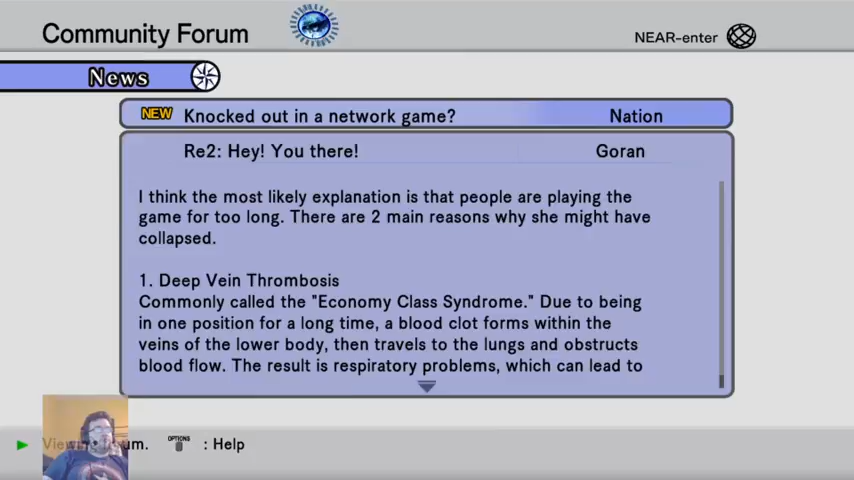 Community Forum
NEAR-enter
News
NEW Knocked out in a network game? Nation
Re2: Hey! You there! Goran
I think the most likely explanation is that people are playing the
game for too long. There are 2 main reasons why she might have
collapsed.
1. Deep Vein Thrombosis
Commonly called the "Economy Class Syndrome." Due to being
in one position for a long time, a blood clot forms within the
veins of the lower body, then travels to the lungs and obstructs
blood flow. The result is respiratory problems, which can lead to
OPTIONS : Help